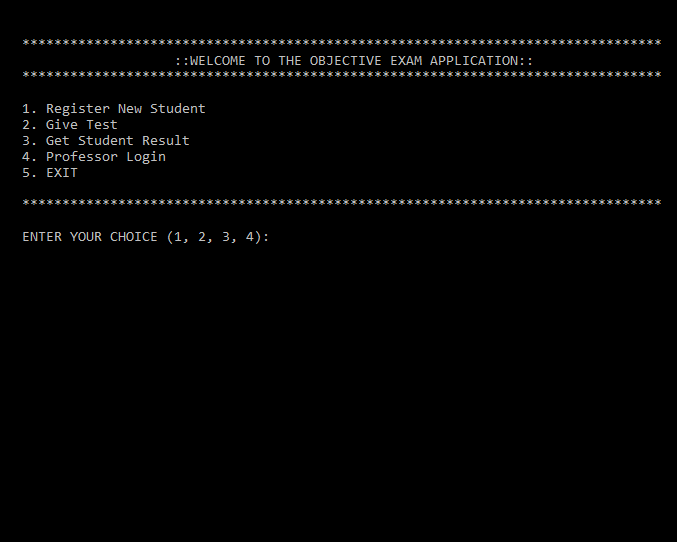 ********************************************************************************
::WELCOME TO THE OBJECTIVE EXAM APPLICATION::
********************************************************************************
1. Register New Student
2. Give Test
3. Get Student Result
4. Professor Login
5. EXIT
********************************************************************************
ENTER YOUR CHOICE (1, 2, 3, 4):